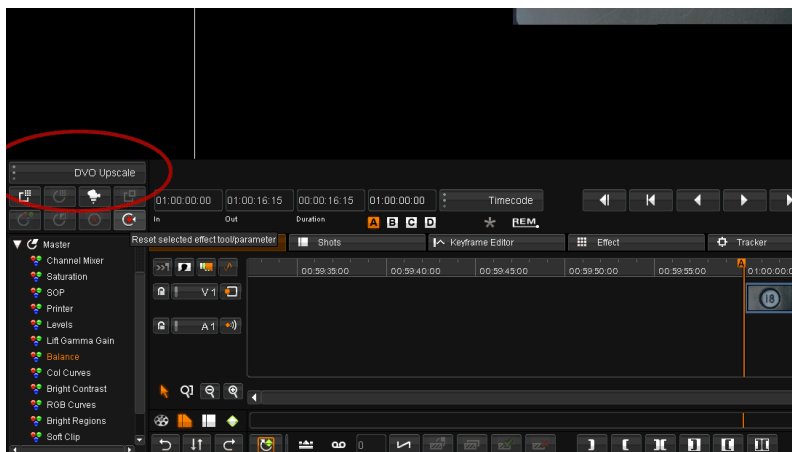 DVO Upscale
01:00:00:00 01:00:16:15 00:00:16:15 01:00:00:00 Timecode
In Out Duration A B C D REM
Reset selected effect tool/parameter Shots Keyframe Editor Effect Tracker
Master
Channel Mixer
Saturation
SOP
Printer
Levels
Lift Gamma Gain
Balance
Col Curves
Bright Contrast
RGB Curves
Bright Regions
Soft Clip
00:59:35:00 00:59:40:00 00:59:45:00 00:59:50:00 00:59:55:00 A 01:00:00:0
V 1
18
A 1
0